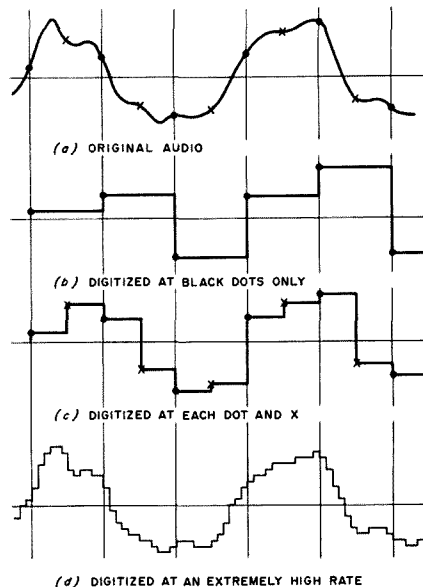 (a) ORIGINAL AUDIO
(b) DIGITIZED AT BLACK DOTS ONLY
(c) DIGITIZED AT EACH DOT AND X
(d) DIGITIZED AT AN EXTREMELY HIGH RATE